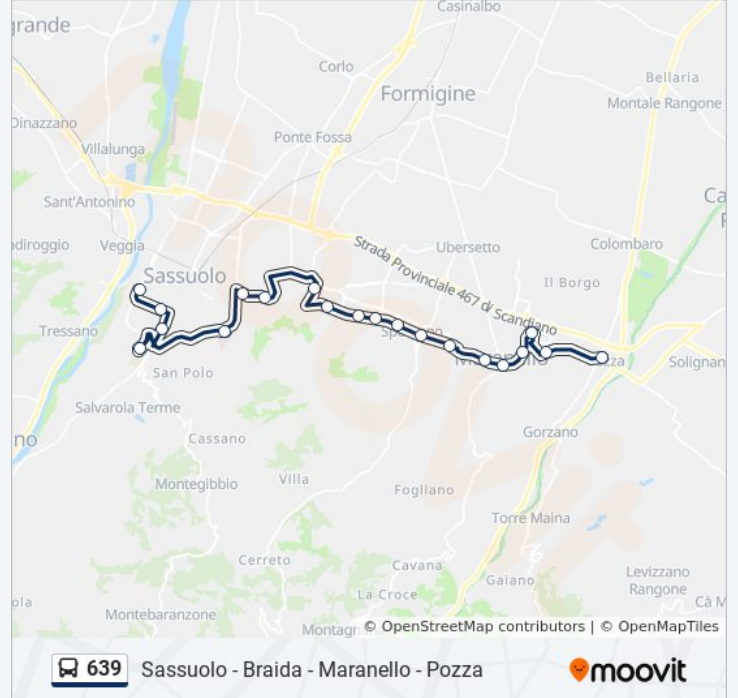 Casinalbo
grande
Corlo
Formigine
Bellaria
Montale Rangone
Dinazzano
Ponte Fossa
Villalunga
Sant'Antonino
Ca
Strada Provinciale 467 di Scandiano
Ubersetto
Colombaro
diroggio
Veggia
Sassuolo
Il Borgo
Tressano
Solignan
San Polo
Salvarola Terme
Gorzano
no
Cassano
Montegibbio
Villa
Fogliano
Torre Maina
Cerreto
Cavana
Gaiano
Levizzano
Rangone
ola
La Croce
Cà M
Montebaranzone
Montagn
© OpenStreetMap contributors | © OpenMapTiles
639 Sassuolo - Braida - Maranello - Pozza
moovit